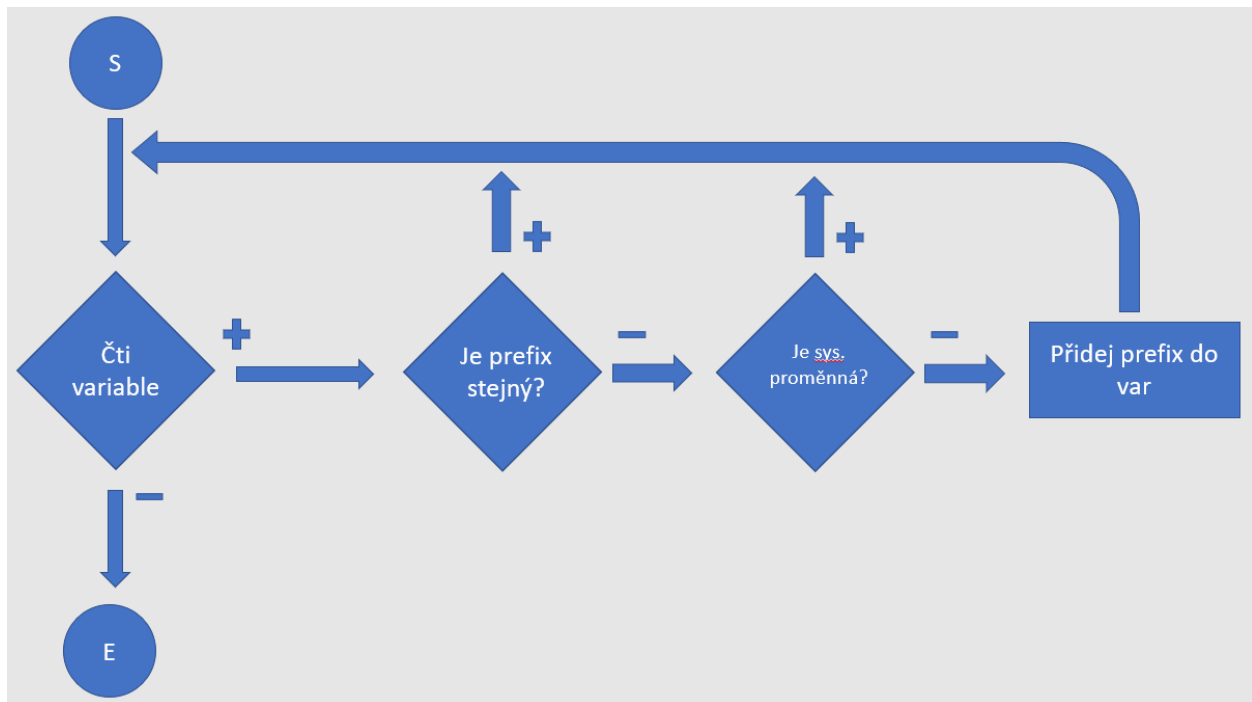 S
+
+
+
Čti
variable
Je prefix
stejný?
–
Je sys.
proměnná?
–
Přidej prefix do
var
–
E